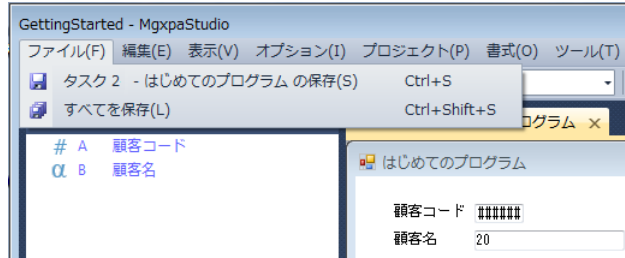 GettingStarted - MgxpaStudio
ファイル(F) 編集(E) 表示(V) オプション(I) プロジェクト(P) 書式(O) ツール(T)
タスク 2 - はじめてのプログラム の保存(S) Ctrl+S
すべてを保存(L) Ctrl+Shift+S
ログラム ×
# A 顧客コード
α B 顧客名
はじめてのプログラム
顧客コード ######
顧客名 20